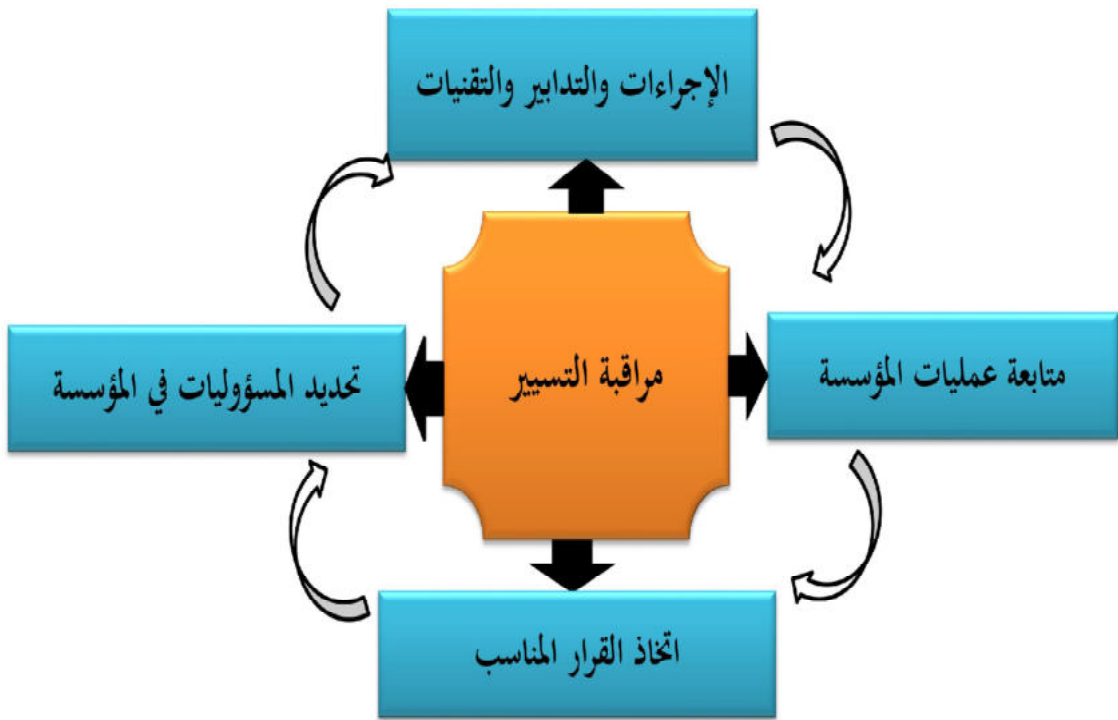 الإجراءات والتدابير والتقنيات
متابعة عمليات المؤسسة
مراقبة التسيير
تحديد المسؤوليات في المؤسسة
اتخاذ القرار المناسب